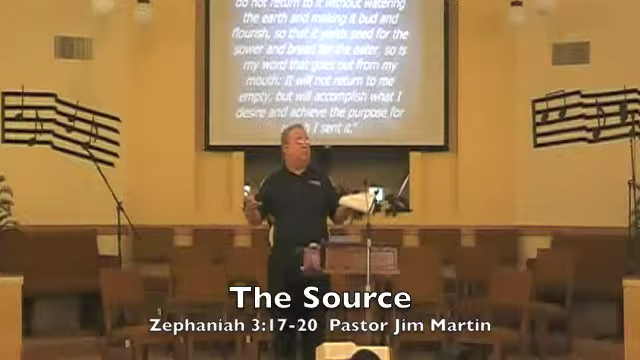 do not return to it without watering
the earth and making it bud and
flourish, so that it yields seed for the
sower and bread for the eater, so is
my word that goes out from my
mouth: It will not return to me
empty, but will accomplish what I
desire and achieve the purpose for
I sent it."
The Source
Zephaniah 3:17-20 Pastor Jim Martin